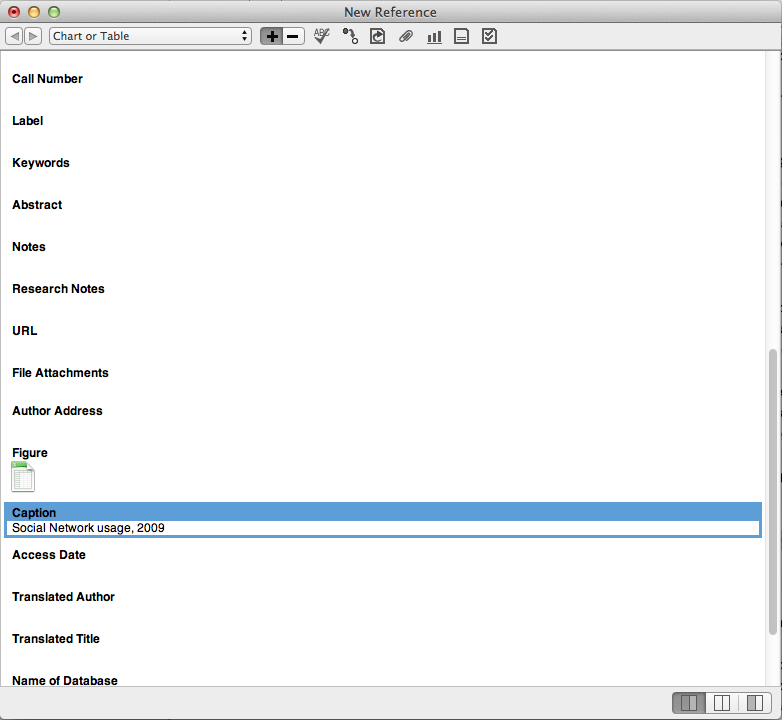 New Reference
Chart or Table
ABC
Call Number
Label
Keywords
Abstract
Notes
Research Notes
URL
File Attachments
Author Address
Figure
Caption
Social Network usage, 2009
Access Date
Translated Author
Translated Title
Name of Database